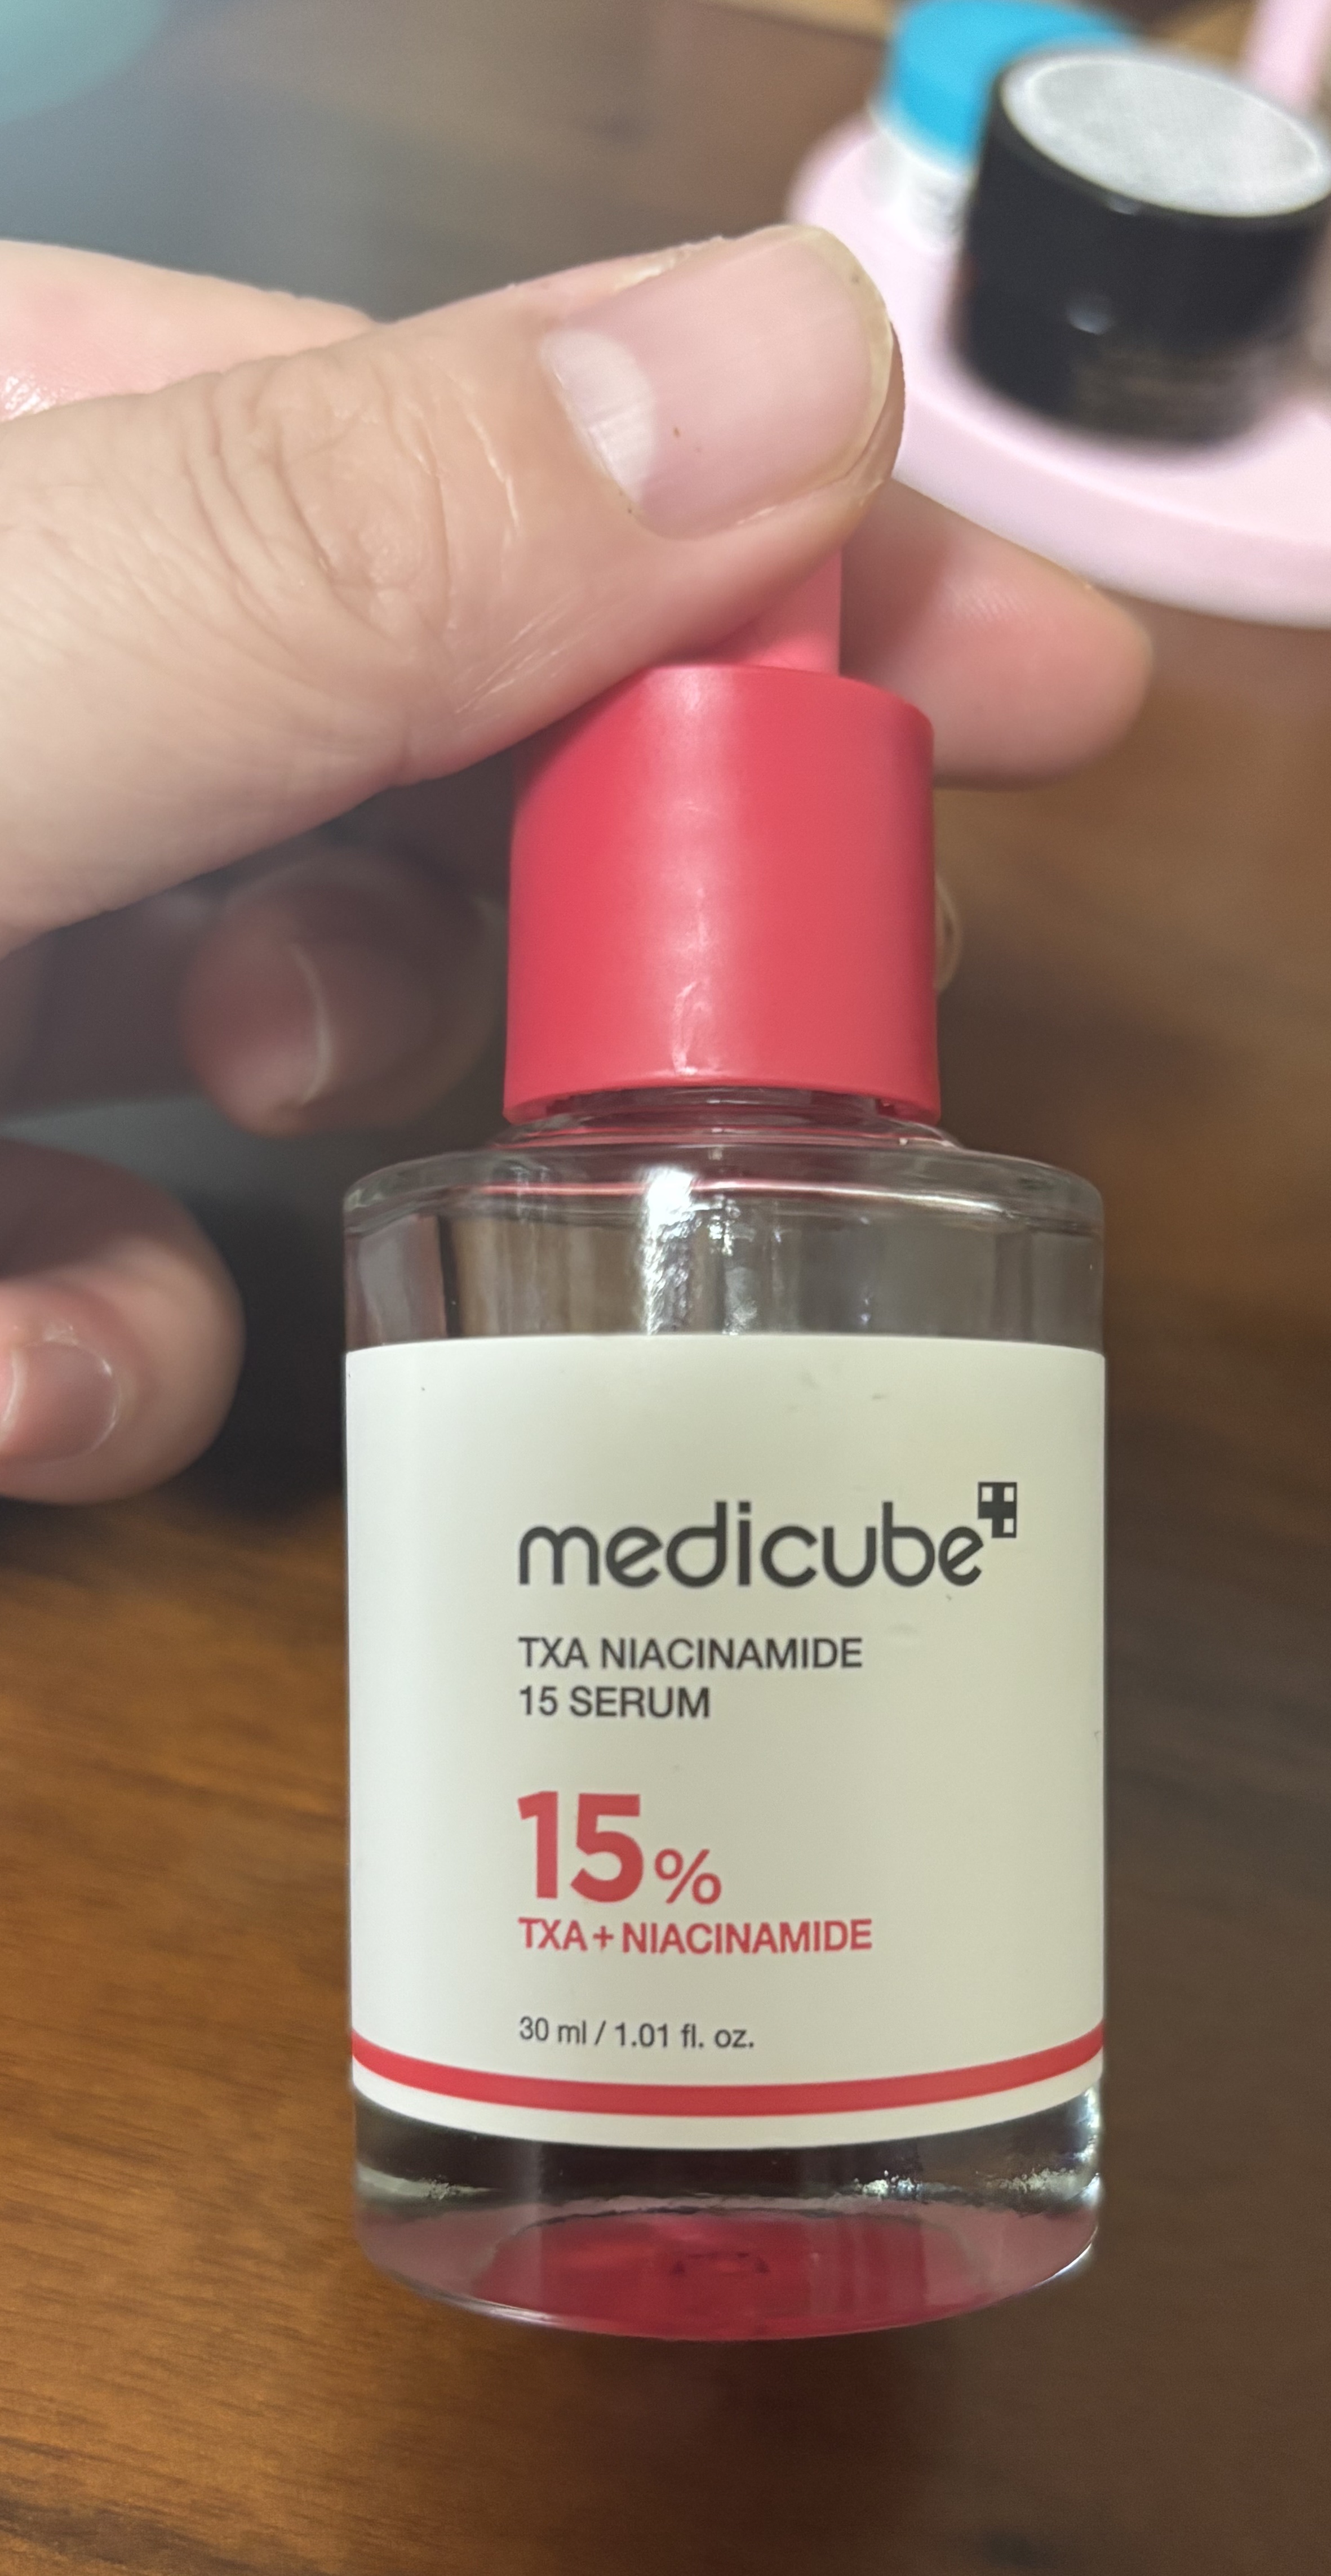 medicube
TXA NIACINAMIDE
15 SERUM
15%
TXA+NIACINAMIDE
30 ml / 1.01 fl. oz.